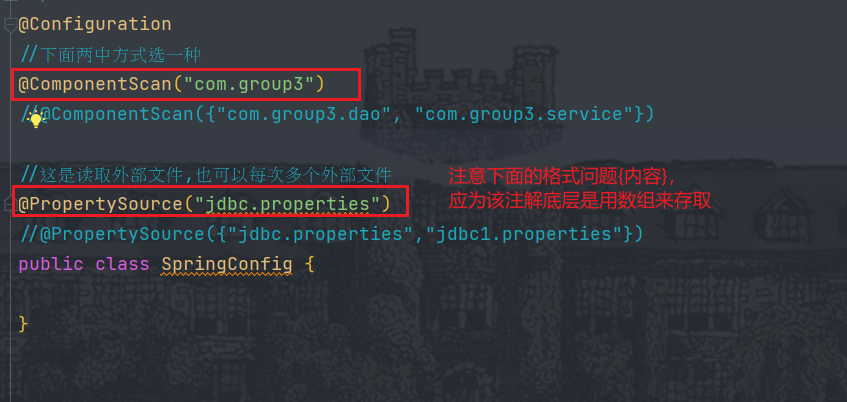 @Configuration
//下面两中方式选一种
@ComponentScan("com.group3")
//@ComponentScan({"com.group3.dao", "com.group3.service"})
//这是读取外部文件,也可以每次多个外部文件
注意下面的格式问题{内容},
@PropertySource("jdbc.properties")
应为该注解底层是用数组来存取
//@PropertySource({"jdbc.properties","jdbc1.properties"})
public class SpringConfig {
}